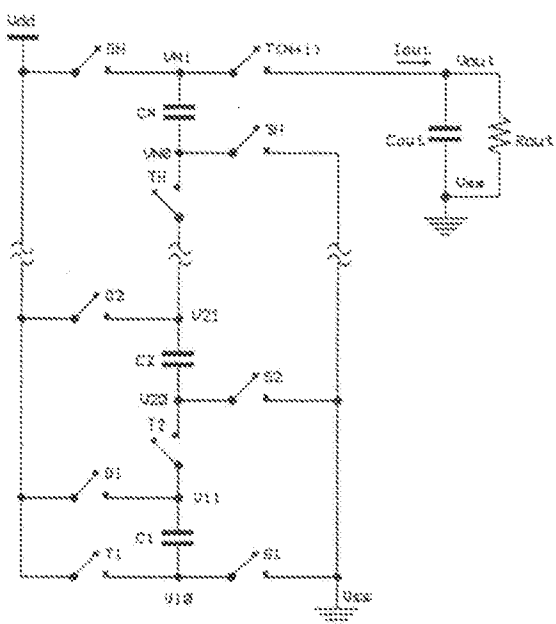 Vdd
SN
VN1
T(N+1)
Iout
Vout
CN
SN
Cout
Rout
VN0
TN
Vss
S2
V21
C2
S2
V20
T2
S1
V11
C1
T1
S1
V10
Vss